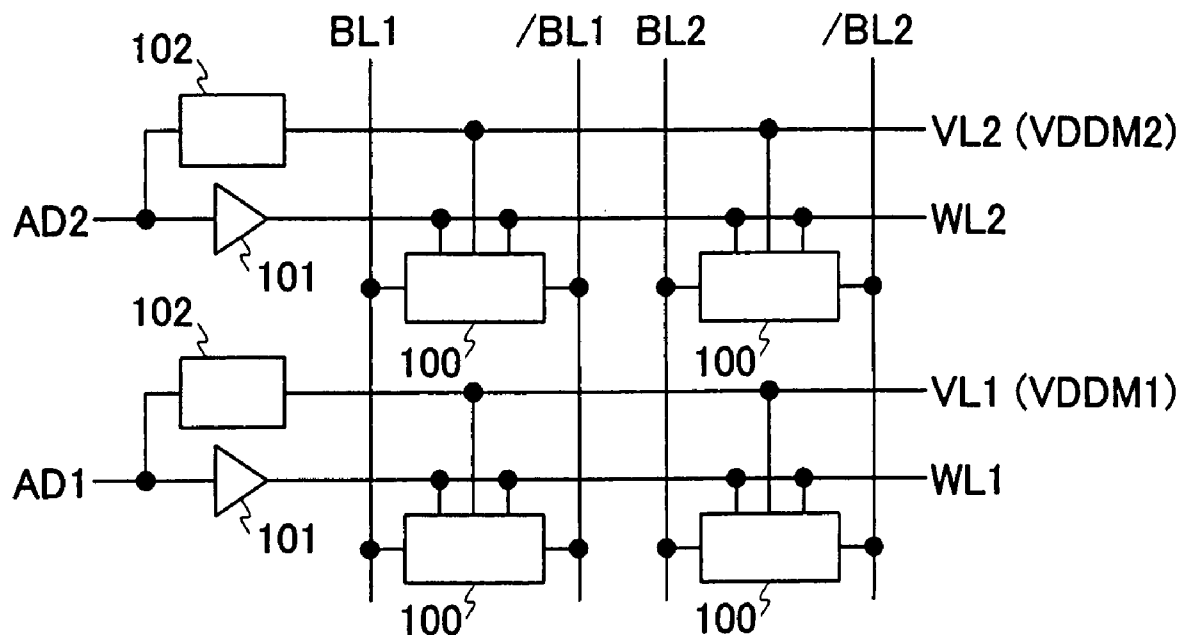 BL1 /BL1 BL2 /BL2
102
VL2 (VDDM2)
AD2
WL2
101
102
100 100
VL1 (VDDM1)
AD1
WL1
101
100 100